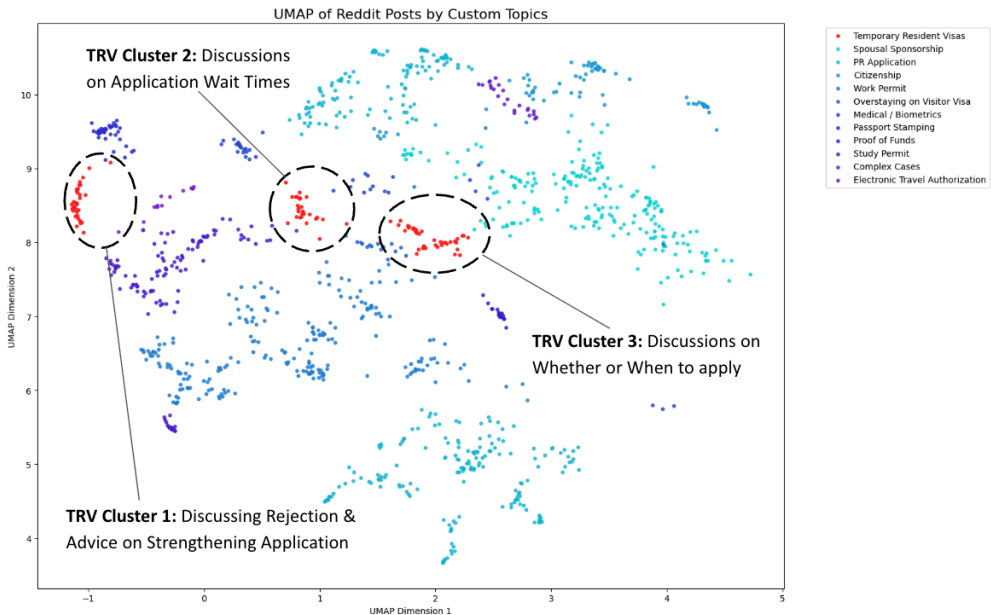 UMAP of Reddit Posts by Custom Topics
TRV Cluster 2: Discussions
on Application Wait Times
TRV Cluster 3: Discussions on
Whether or When to apply
TRV Cluster 1: Discussing Rejection &
Advice on Strengthening Application
UMAP Dimension 2
10
9
8
7
6
5
4
−1
0
1
2
3
4
5
UMAP Dimension 1
Temporary Resident Visas
Spousal Sponsorship
PR Application
Citizenship
Work Permit
Overstaying on Visitor Visa
Medical / Biometrics
Passport Stamping
Proof of Funds
Study Permit
Complex Cases
Electronic Travel Authorization